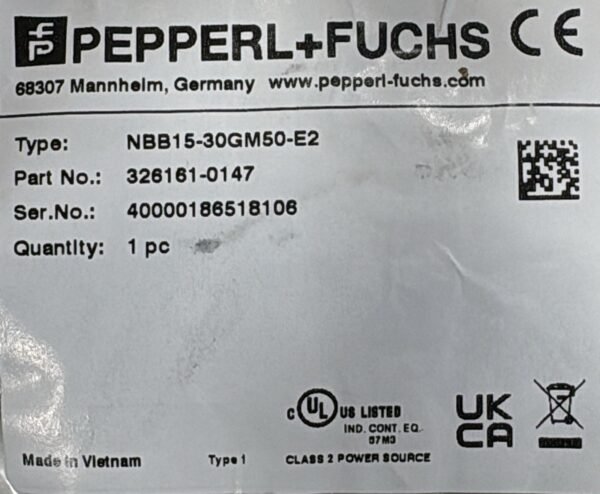 PEPPERL+FUCHS CE
68307 Mannheim, Germany www.pepperl-fuchs.com
Type: NBB15-30GM50-E2
Part No.: 326161-0147
Ser.No.: 40000186518106
Quantity: 1 pc
C UL US LISTED
IND. CONT. EQ.
67M3
UK
CA
Made in Vietnam Type 1 CLASS 2 POWER SOURCE